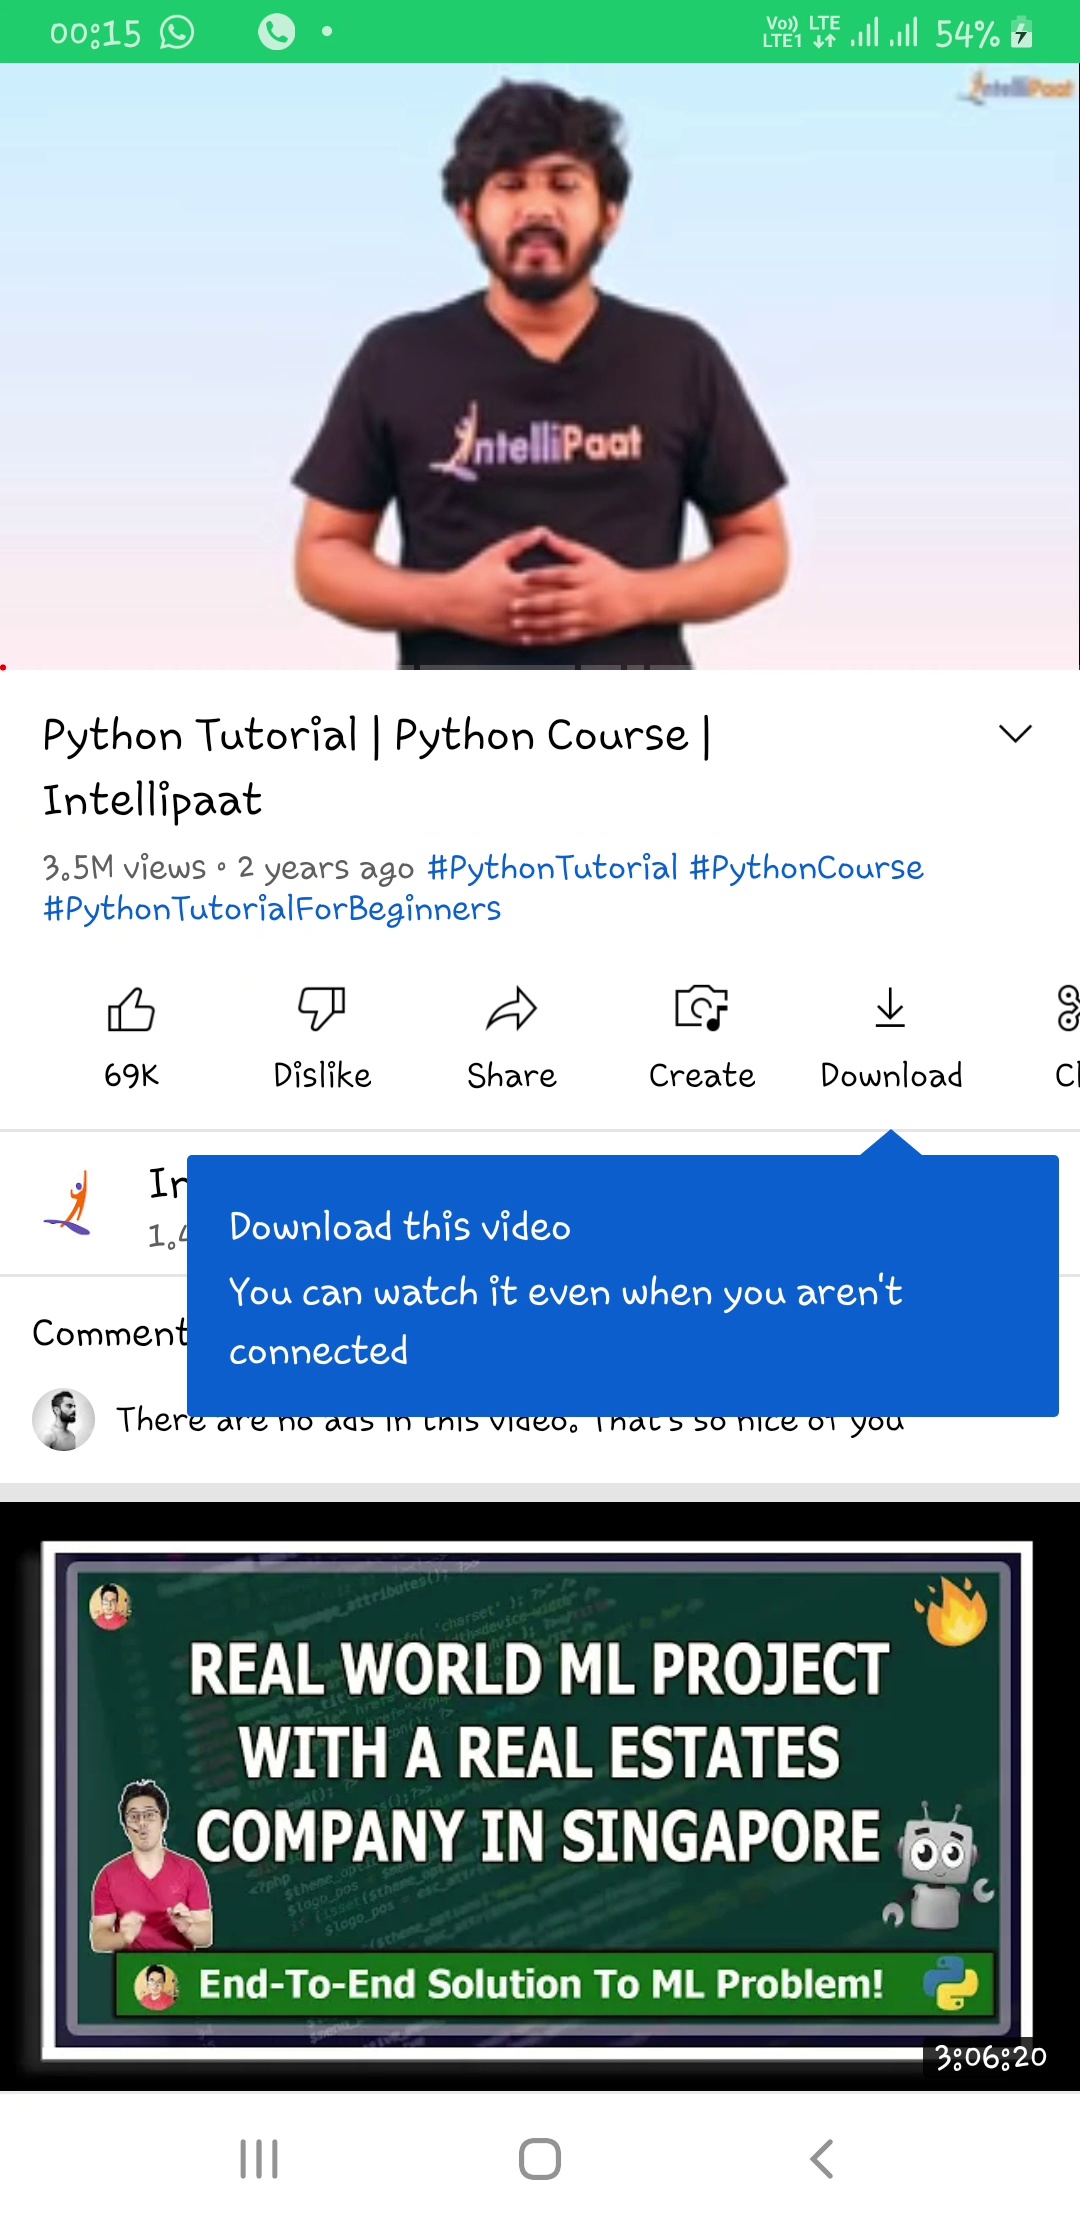 00:15
Vo)) LTE
LTE1
54%
IntelliPaat
IntelliPaat
Python Tutorial | Python Course |
Intellipaat
3.5M views • 2 years ago #PythonTutorial #PythonCourse
#PythonTutorialForBeginners
69K
Dislike
Share
Create
Download
In
1.4
Download this video
You can watch it even when you aren't
connected
Comment
There are no ads in this video. That's so nice of you
REAL WORLD ML PROJECT
WITH A REAL ESTATES
COMPANY IN SINGAPORE
End-To-End Solution To ML Problem!
3:06:20